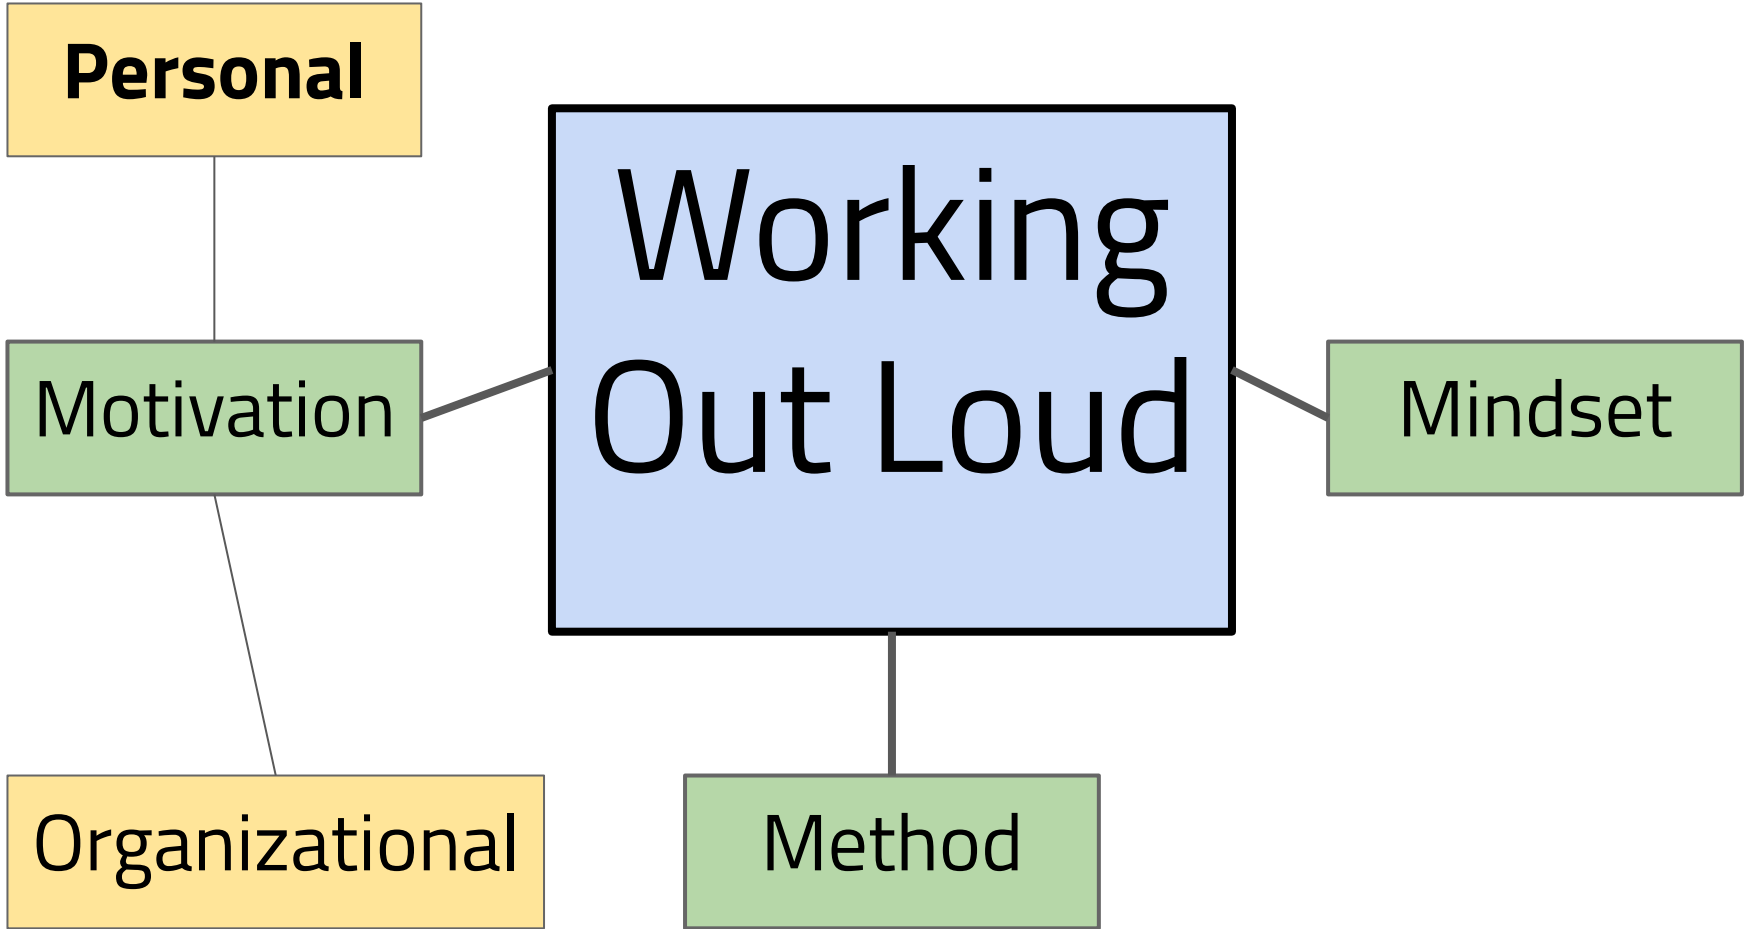 Personal
Working
Out Loud
Motivation
Mindset
Organizational
Method